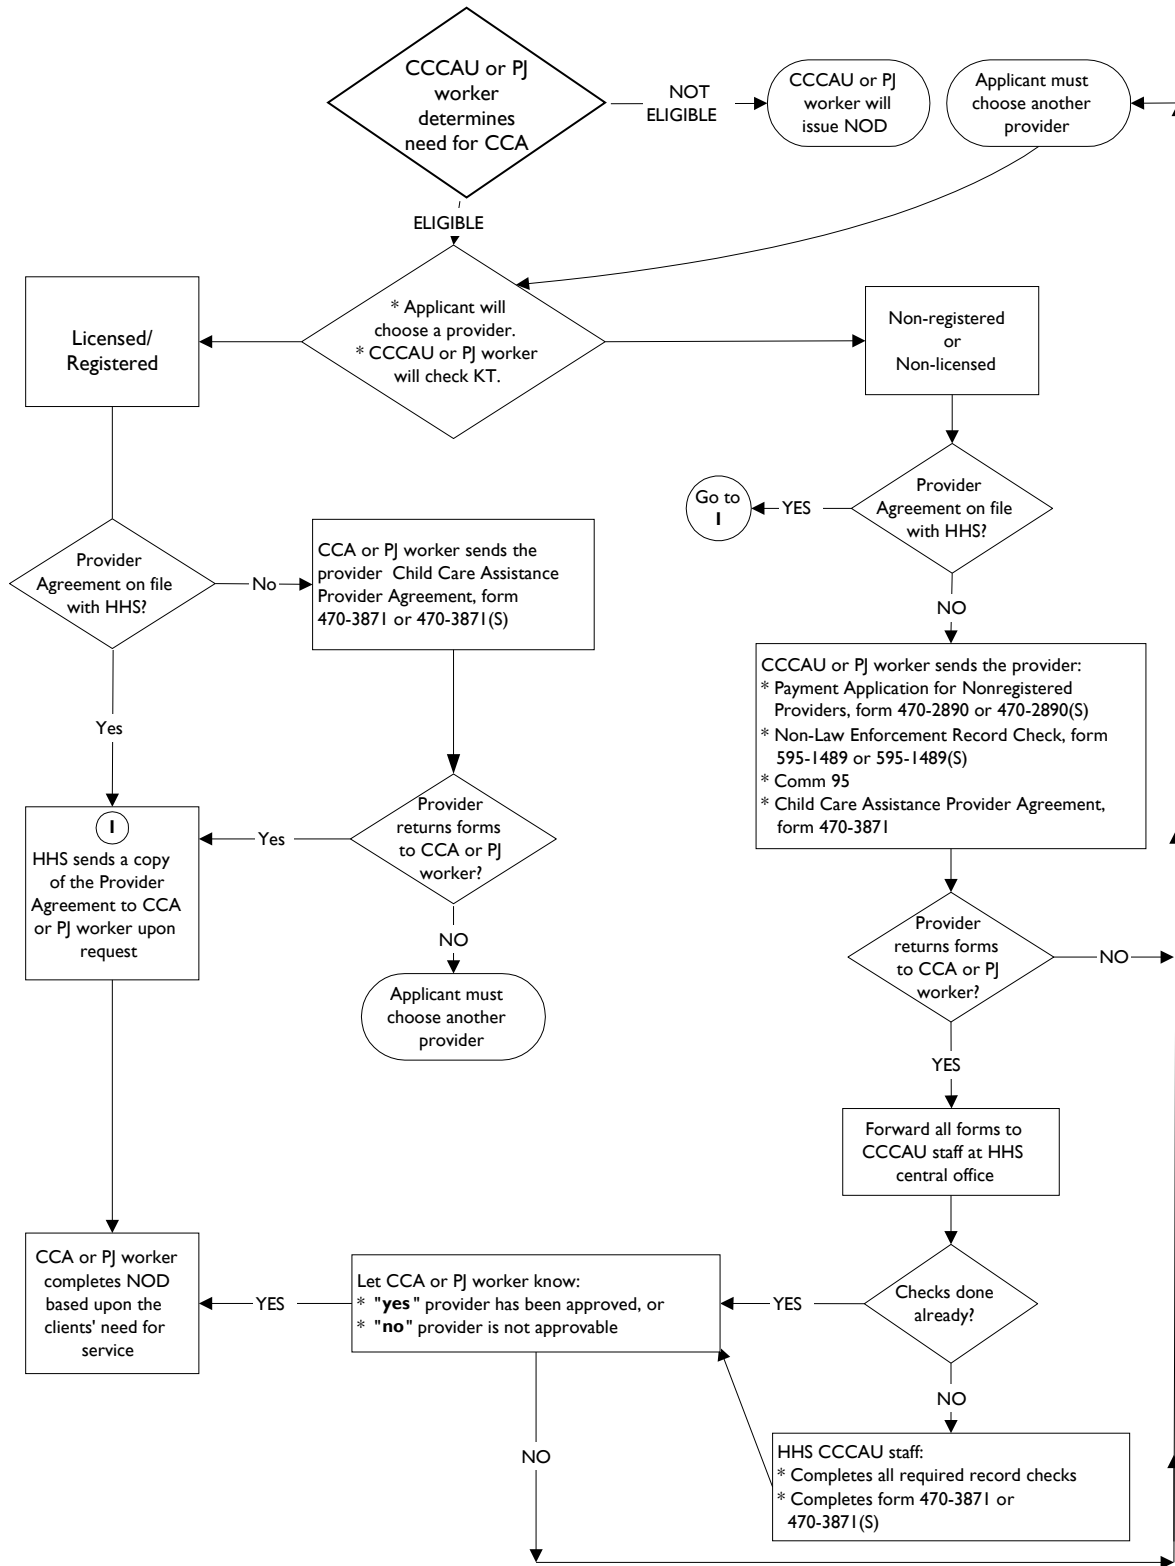 CCCAU or PJ
worker
determines
need for CCA
NOT
ELIGIBLE
CCCAU or PJ
worker will
issue NOD
Applicant must
choose another
provider
ELIGIBLE
* Applicant will
choose a provider.
* CCCAU or PJ worker
will check KT.
Licensed/
Registered
Non-registered
or
Non-licensed
Provider
Agreement on file
with HHS?
YES
Go to
1
NO
Provider
Agreement on file
with HHS?
No
CCA or PJ worker sends the
provider Child Care Assistance
Provider Agreement, form
470-3871 or 470-3871(S)
Yes
CCCAU or PJ worker sends the provider:
* Payment Application for Nonregistered
Providers, form 470-2890 or 470-2890(S)
* Non-Law Enforcement Record Check, form
595-1489 or 595-1489(S)
* Comm 95
* Child Care Assistance Provider Agreement,
form 470-3871
Provider
returns forms
to CCA or PJ
worker?
Yes
1
HHS sends a copy
of the Provider
Agreement to CCA
or PJ worker upon
request
NO
Applicant must
choose another
provider
Provider
returns forms
to CCA or PJ
worker?
NO
YES
Forward all forms to
CCCAU staff at HHS
central office
Checks done
already?
YES
Let CCA or PJ worker know:
* "yes" provider has been approved, or
* "no" provider is not approvable
YES
CCA or PJ worker
completes NOD
based upon the
clients' need for
service
NO
NO
HHS CCCAU staff:
* Completes all required record checks
* Completes form 470-3871 or
470-3871(S)